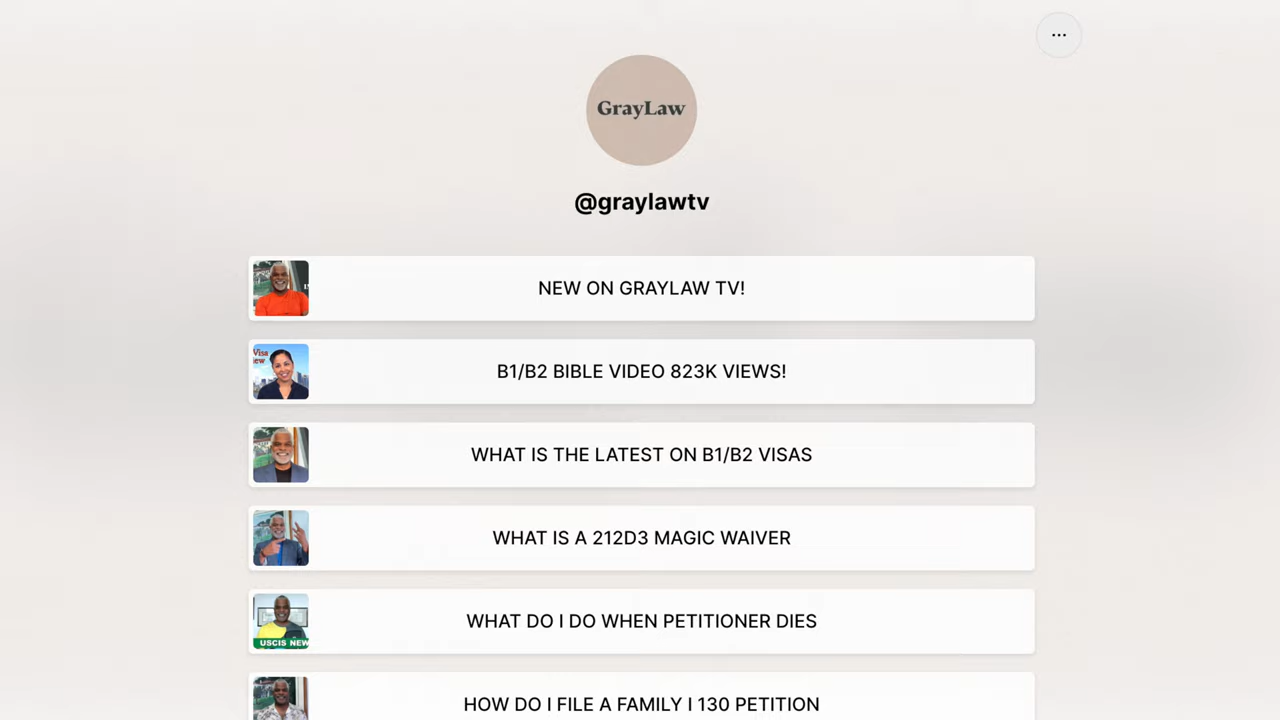 ...
GrayLaw
@graylawtv
NEW ON GRAYLAW TV!
Visa
B1/B2 BIBLE VIDEO 823K VIEWS!
WHAT IS THE LATEST ON B1/B2 VISAS
WHAT IS A 212D3 MAGIC WAIVER
USCIS NEW
WHAT DO I DO WHEN PETITIONER DIES
HOW DO I FILE A FAMILY I 130 PETITION